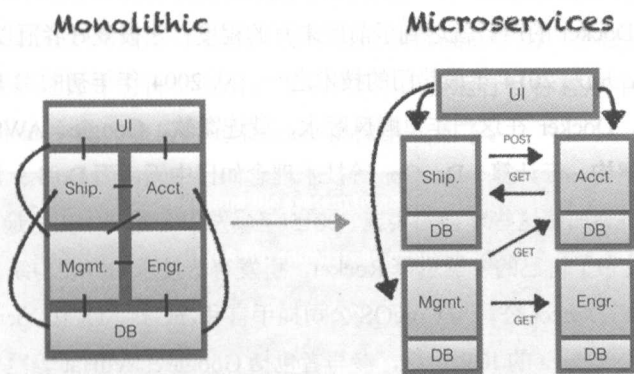 Monolithic
Microservices
UI
Ship.
Acct.
Mgmt.
Engr.
DB
UI
Ship.
POST
GET
Acct.
DB
DB
GET
Mgmt.
GET
Engr.
DB
DB